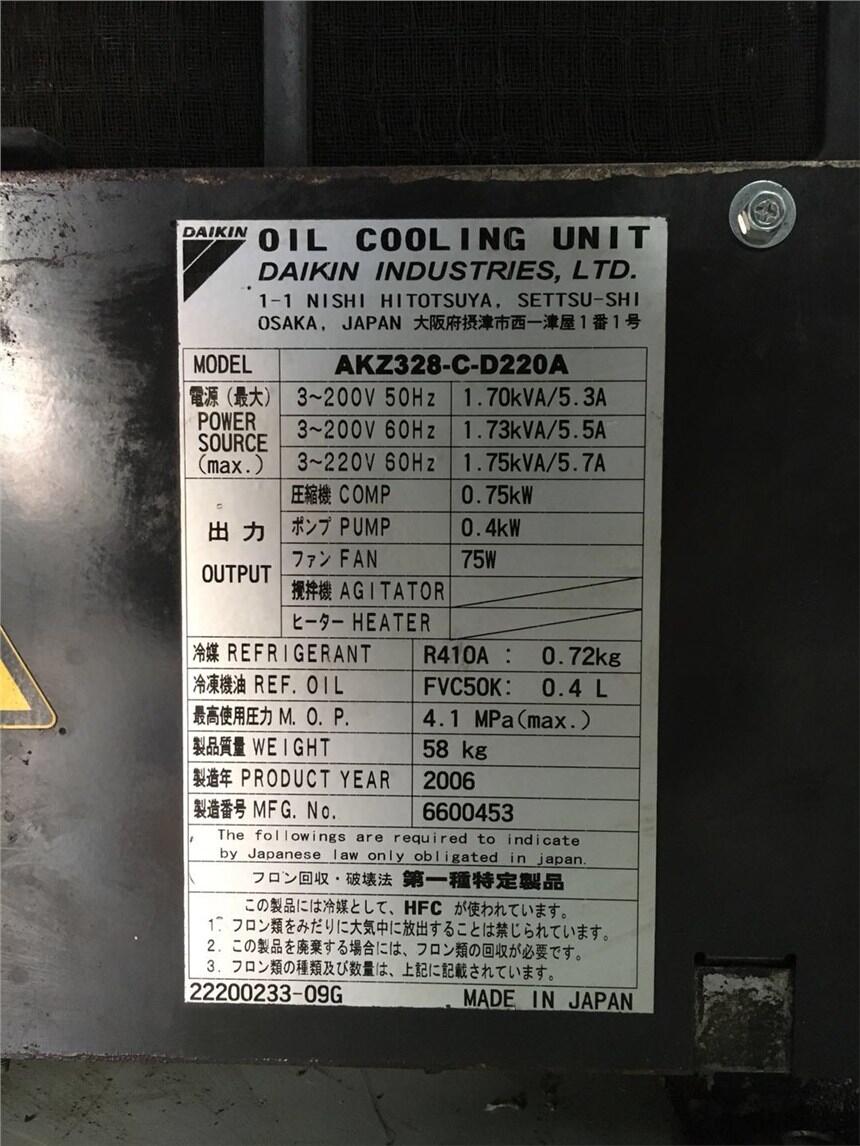 DAIKIN OIL COOLING UNIT
DAIKIN INDUSTRIES, LTD.
1-1 NISHI HITOTSUYA, SETTSU-SHI
OSAKA, JAPAN 大阪府摂津市西一津屋1番1号
MODEL AKZ328-C-D220A
電源(最大) 3~200V 50Hz 1.70kVA/5.3A
POWER SOURCE (max.) 3~200V 60Hz 1.73kVA/5.5A
3~220V 60Hz 1.75kVA/5.7A
出力 OUTPUT 圧縮機 COMP 0.75kW
ポンプ PUMP 0.4kW
ファン FAN 75W
攪拌機 AGITATOR
ヒーター HEATER
冷媒 REFRIGERANT R410A : 0.72kg
冷凍機油 REF. OIL FVC50K: 0.4 L
最高使用圧力 M. O. P. 4.1 MPa(max.)
製品質量 WEIGHT 58 kg
製造年 PRODUCT YEAR 2006
製造番号 MFG. No. 6600453
The followings are required to indicate
by Japanese law only obligated in japan.
フロン回収・破壊法 第一種特定製品
この製品には冷媒として、HFC が使われています。
1. フロン類をみだりに大気中に放出することは禁じられています。
2. この製品を廃棄する場合には、フロン類の回収が必要です。
3. フロン類の種類及び数量は、上記に記載されています。
22200233-09G MADE IN JAPAN